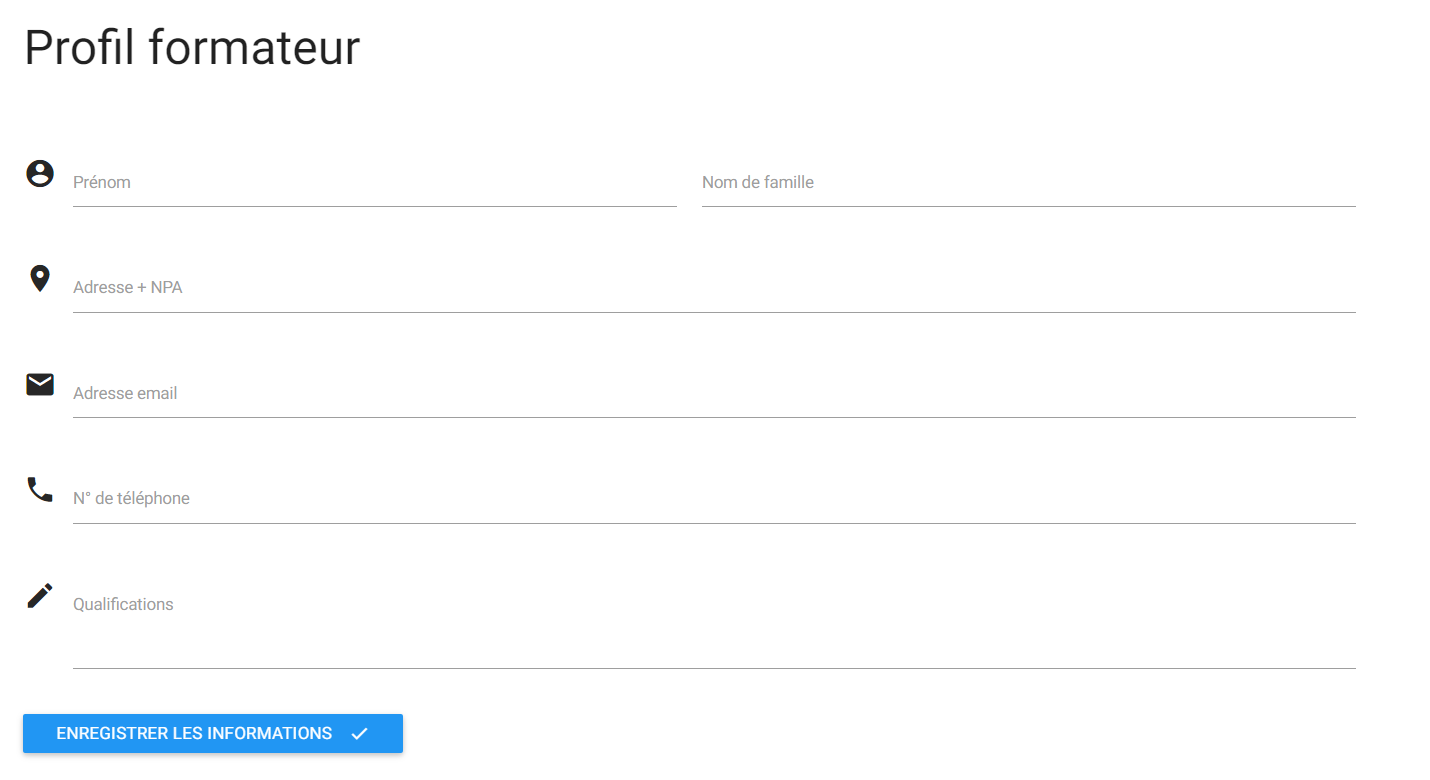 Profil formateur
Prénom
Nom de famille
Adresse + NPA
Adresse email
N° de téléphone
Qualifications
ENREGISTRER LES INFORMATIONS